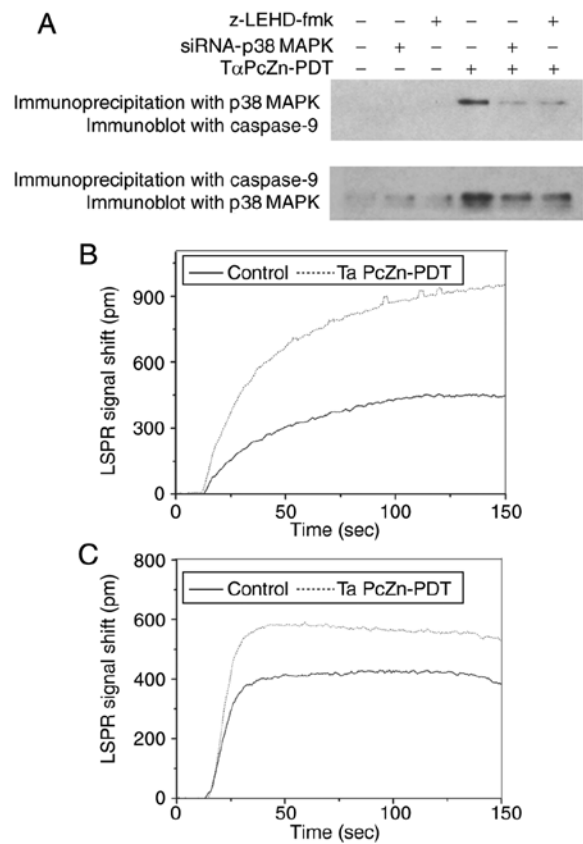 A
z-LEHD-fmk – – + – – +
siRNA-p38 MAPK – + – – + –
TαPcZn-PDT – – – + + +
Immunoprecipitation with p38 MAPK
Immunoblot with caspase-9
Immunoprecipitation with caspase-9
Immunoblot with p38 MAPK
B
Control Ta PcZn-PDT
900
600
300
0
LSPR signal shift (pm)
0 50 100 150
Time (sec)
C
800
Control Ta PcZn-PDT
600
400
200
0
LSPR signal shift (pm)
0 50 100 150
Time (sec)